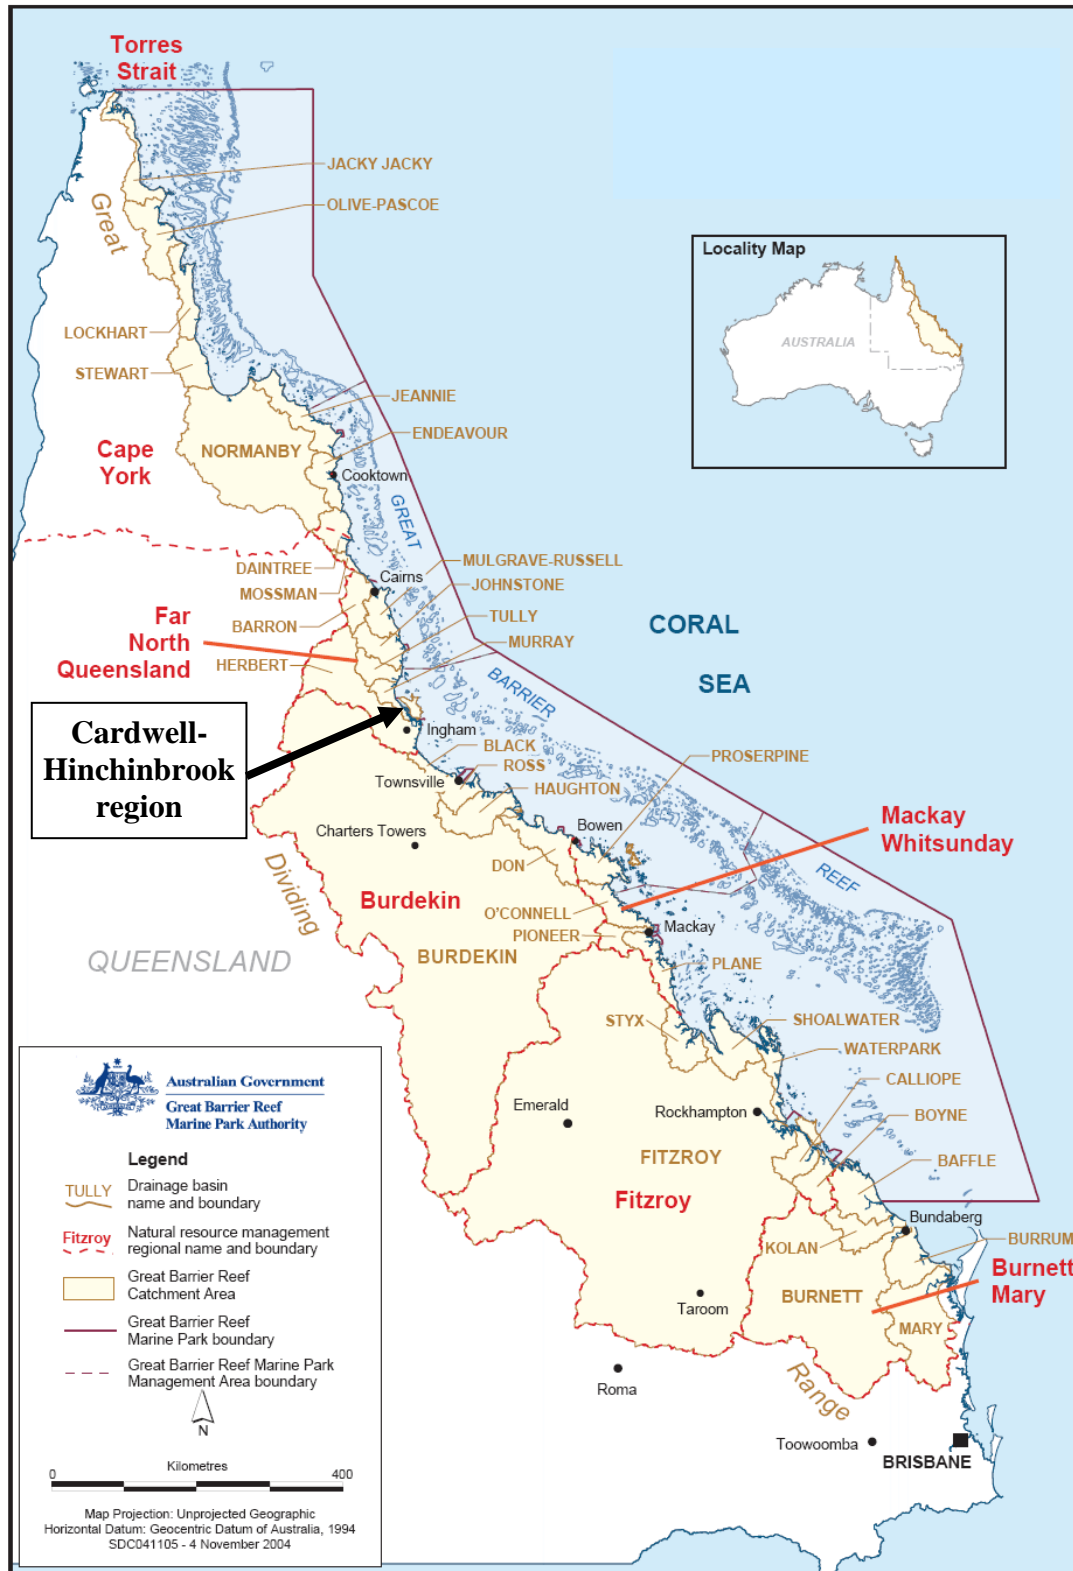 Torres
Strait
JACKY JACKY
Great
OLIVE-PASCOE
Locality Map
AUSTRALIA
LOCKHART
STEWART
JEANNIE
NORMANBY
ENDEAVOUR
Cape
York
Cooktown
GREAT
DAINTREE
MULGRAVE-RUSSELL
Cairns
MOSSMAN
JOHNSTONE
Far
North
Queensland
BARRON
TULLY
CORAL
SEA
HERBERT
MURRAY
BARRIER
Cardwell-
Hinchinbrook
region
Ingham
BLACK
ROSS
PROSERPINE
Townsville
HAUGHTON
Mackay
Whitsunday
Charters Towers
Bowen
DON
REEF
Dividing
Burdekin
O'CONNELL
Mackay
PIONEER
QUEENSLAND
BURDEKIN
PLANE
STYX
SHOALWATER
WATERPARK
CALLIOPE
Emerald
Rockhampton
BOYNE
FITZROY
BAFFLE
Fitzroy
Bundaberg
KOLAN
BURRUM
Burnett
Mary
BURNETT
Taroom
MARY
Roma
Range
Toowoomba
BRISBANE
Australian Government
Great Barrier Reef
Marine Park Authority
Legend
TULLY
Drainage basin
name and boundary
Fitzroy
Natural resource management
regional name and boundary
Great Barrier Reef
Catchment Area
Great Barrier Reef
Marine Park boundary
Great Barrier Reef Marine Park
Management Area boundary
N
Kilometres
0 400
Map Projection: Unprojected Geographic
Horizontal Datum: Geocentric Datum of Australia, 1994
SDC041105 - 4 November 2004